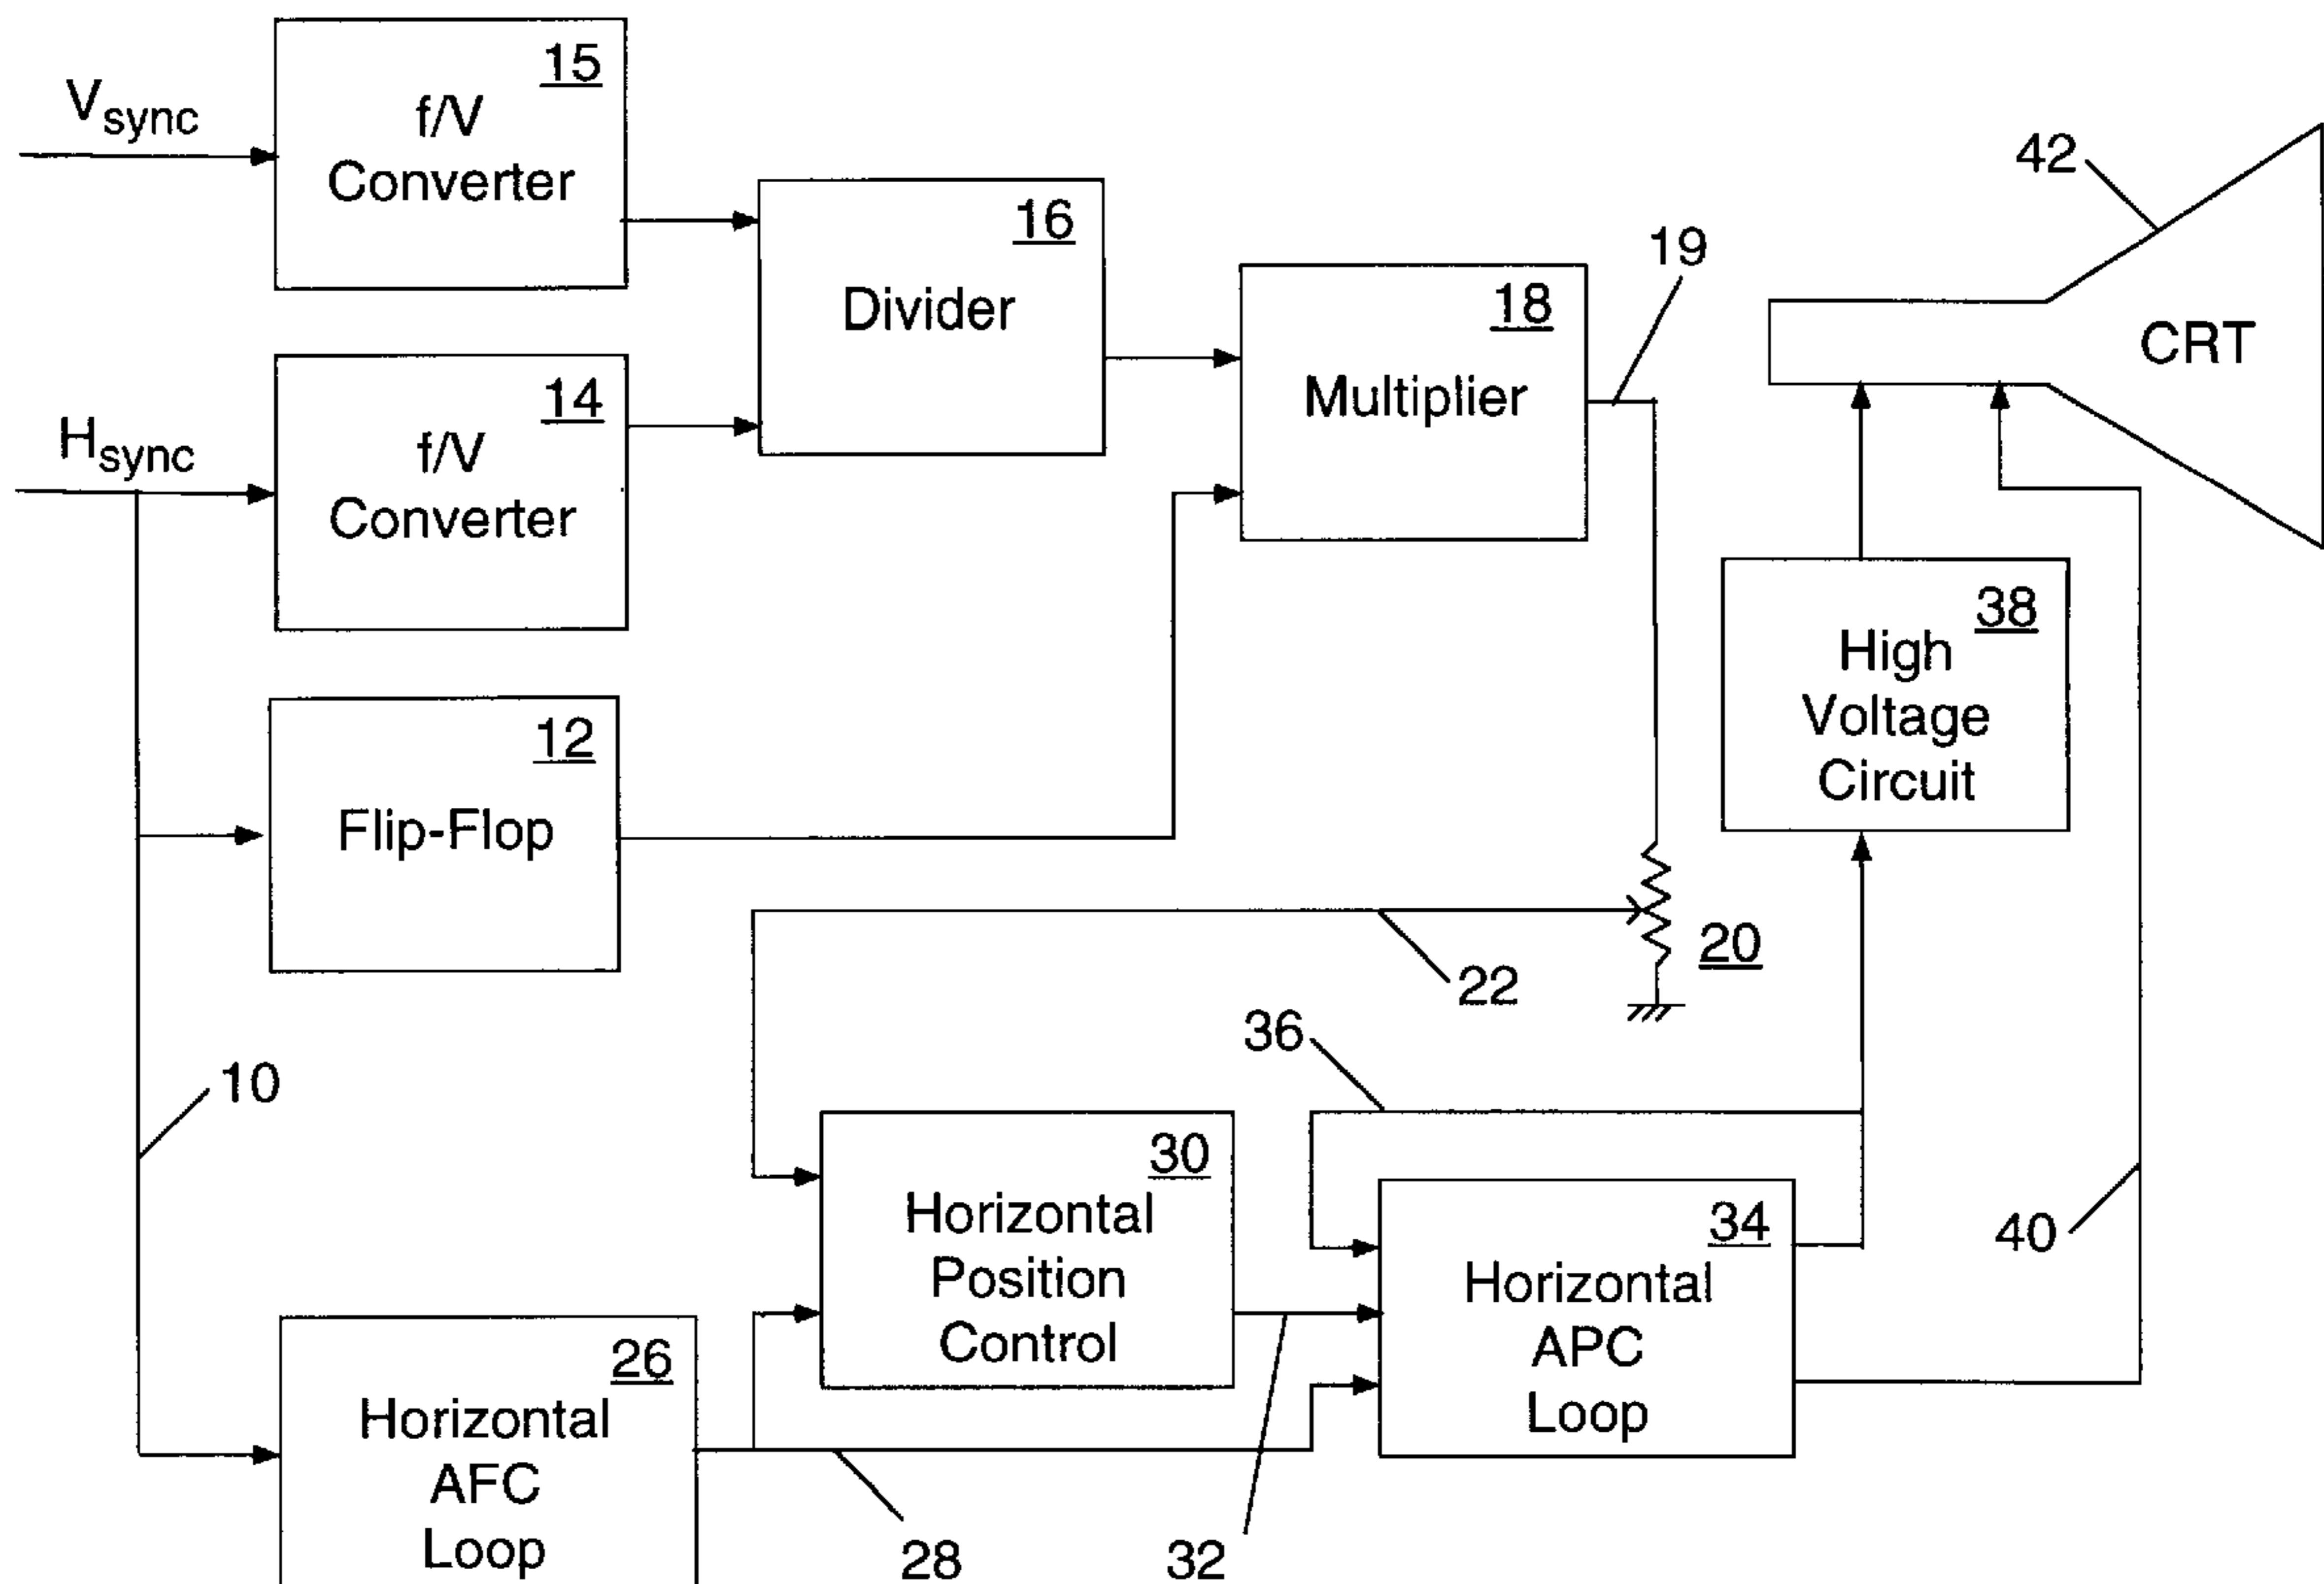 15
f/V
Converter
Vsync
16
Divider
42
CRT
19
18
Multiplier
14
f/V
Converter
Hsync
38
High
Voltage
Circuit
12
Flip-Flop
20
22
36
10
30
Horizontal
Position
Control
34
Horizontal
APC
Loop
40
26
Horizontal
AFC
Loop
28
32